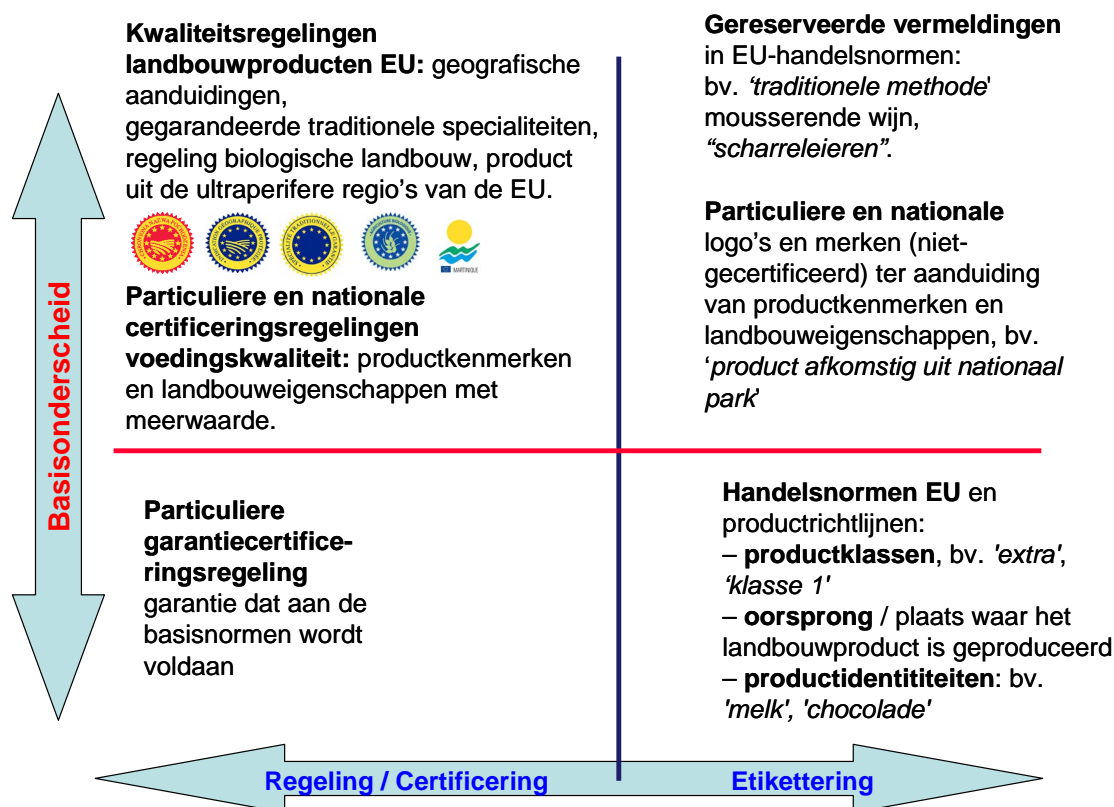 Kwaliteitsregelingen
landbouwproducten EU: geografische
aanduidingen,
gegarandeerde traditionele specialiteiten,
regeling biologische landbouw, product
uit de ultraperifere regio's van de EU.
MARTINIQUE
Particuliere en nationale
certificeringsregelingen
voedingskwaliteit: productkenmerken
en landbouweigenschappen met
meerwaarde.
Gereserveerde vermeldingen
in EU-handelsnormen:
bv. 'traditionele methode'
mousserende wijn,
"scharreleieren".
Particuliere en nationale
logo's en merken (niet-
gecertificeerd) ter aanduiding
van productkenmerken en
landbouweigenschappen, bv.
'product afkomstig uit nationaal
park'
Basisonderscheid
Particuliere
garantiecertifice-
ringsregeling
garantie dat aan de
basisnormen wordt
voldaan
Handelsnormen EU en
productrichtlijnen:
– productklassen, bv. 'extra',
'klasse 1'
– oorsprong / plaats waar het
landbouwproduct is geproduceerd
– productidentititeiten: bv.
'melk', 'chocolade'
Regeling / Certificering
Etikettering